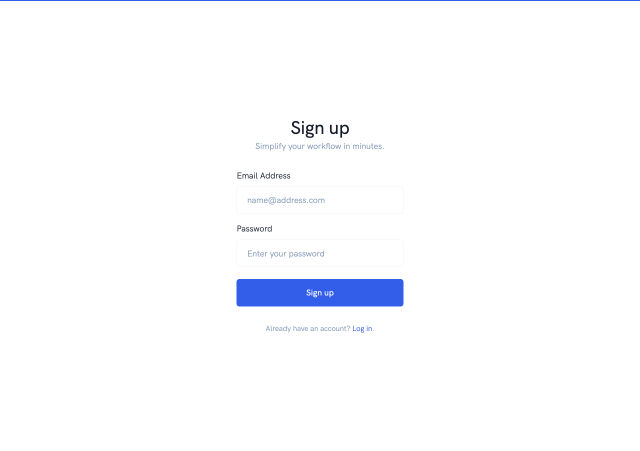 Sign up
Simplify your workflow in minutes.
Email Address
name@address.com
Password
Enter your password
Sign up
Already have an account? Log in.